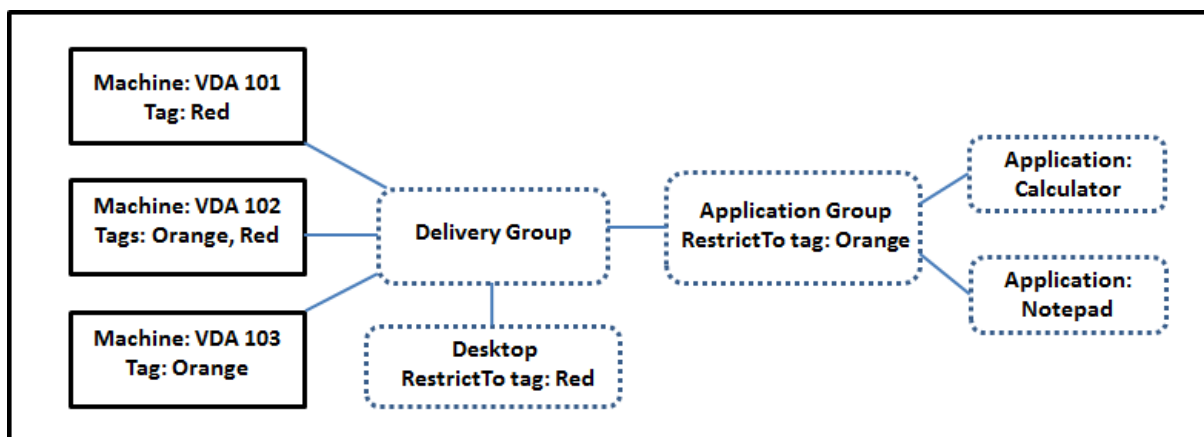 Machine: VDA 101
Tag: Red
Machine: VDA 102
Tags: Orange, Red
Machine: VDA 103
Tag: Orange
Delivery Group
Desktop
RestrictTo tag: Red
Application Group
RestrictTo tag: Orange
Application:
Calculator
Application:
Notepad